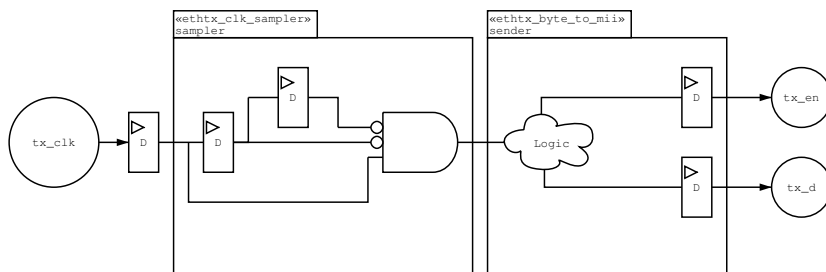 «ethtx_clk_sampler»
sampler
«ethtx_byte_to_mii»
sender
D
D
tx_en
tx_clk
D
D
Logic
D
tx_d